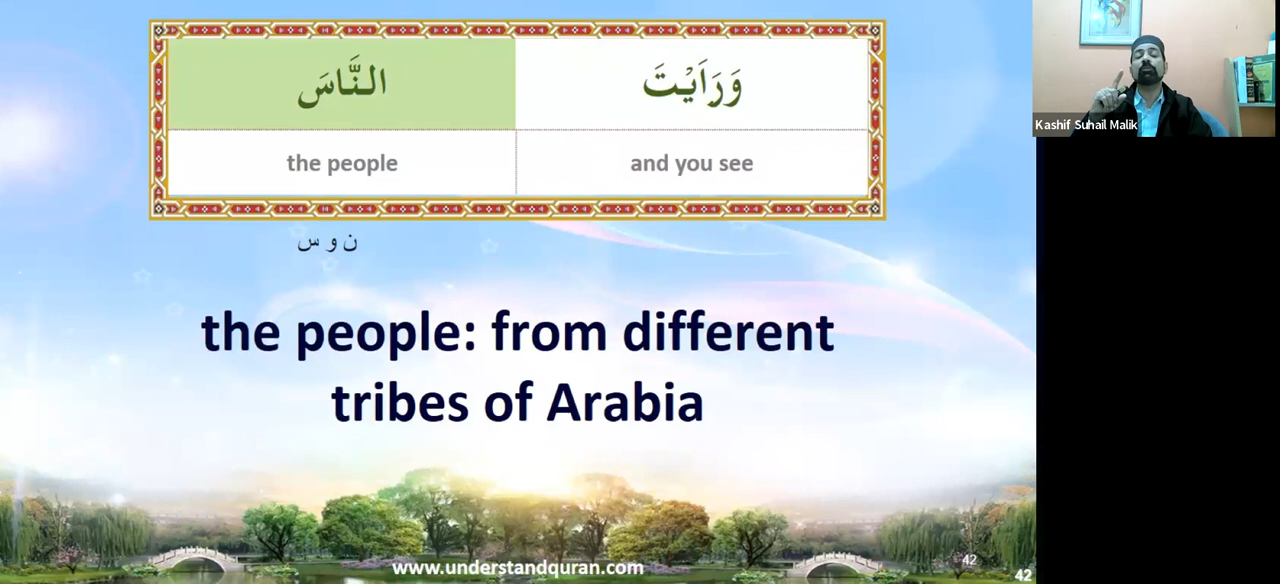 وَرَاَيْتَ النَّاسَ
and you see the people
ن و س
the people: from different
tribes of Arabia
www.understandquran.com
42
42
Kashif Suhail Malik